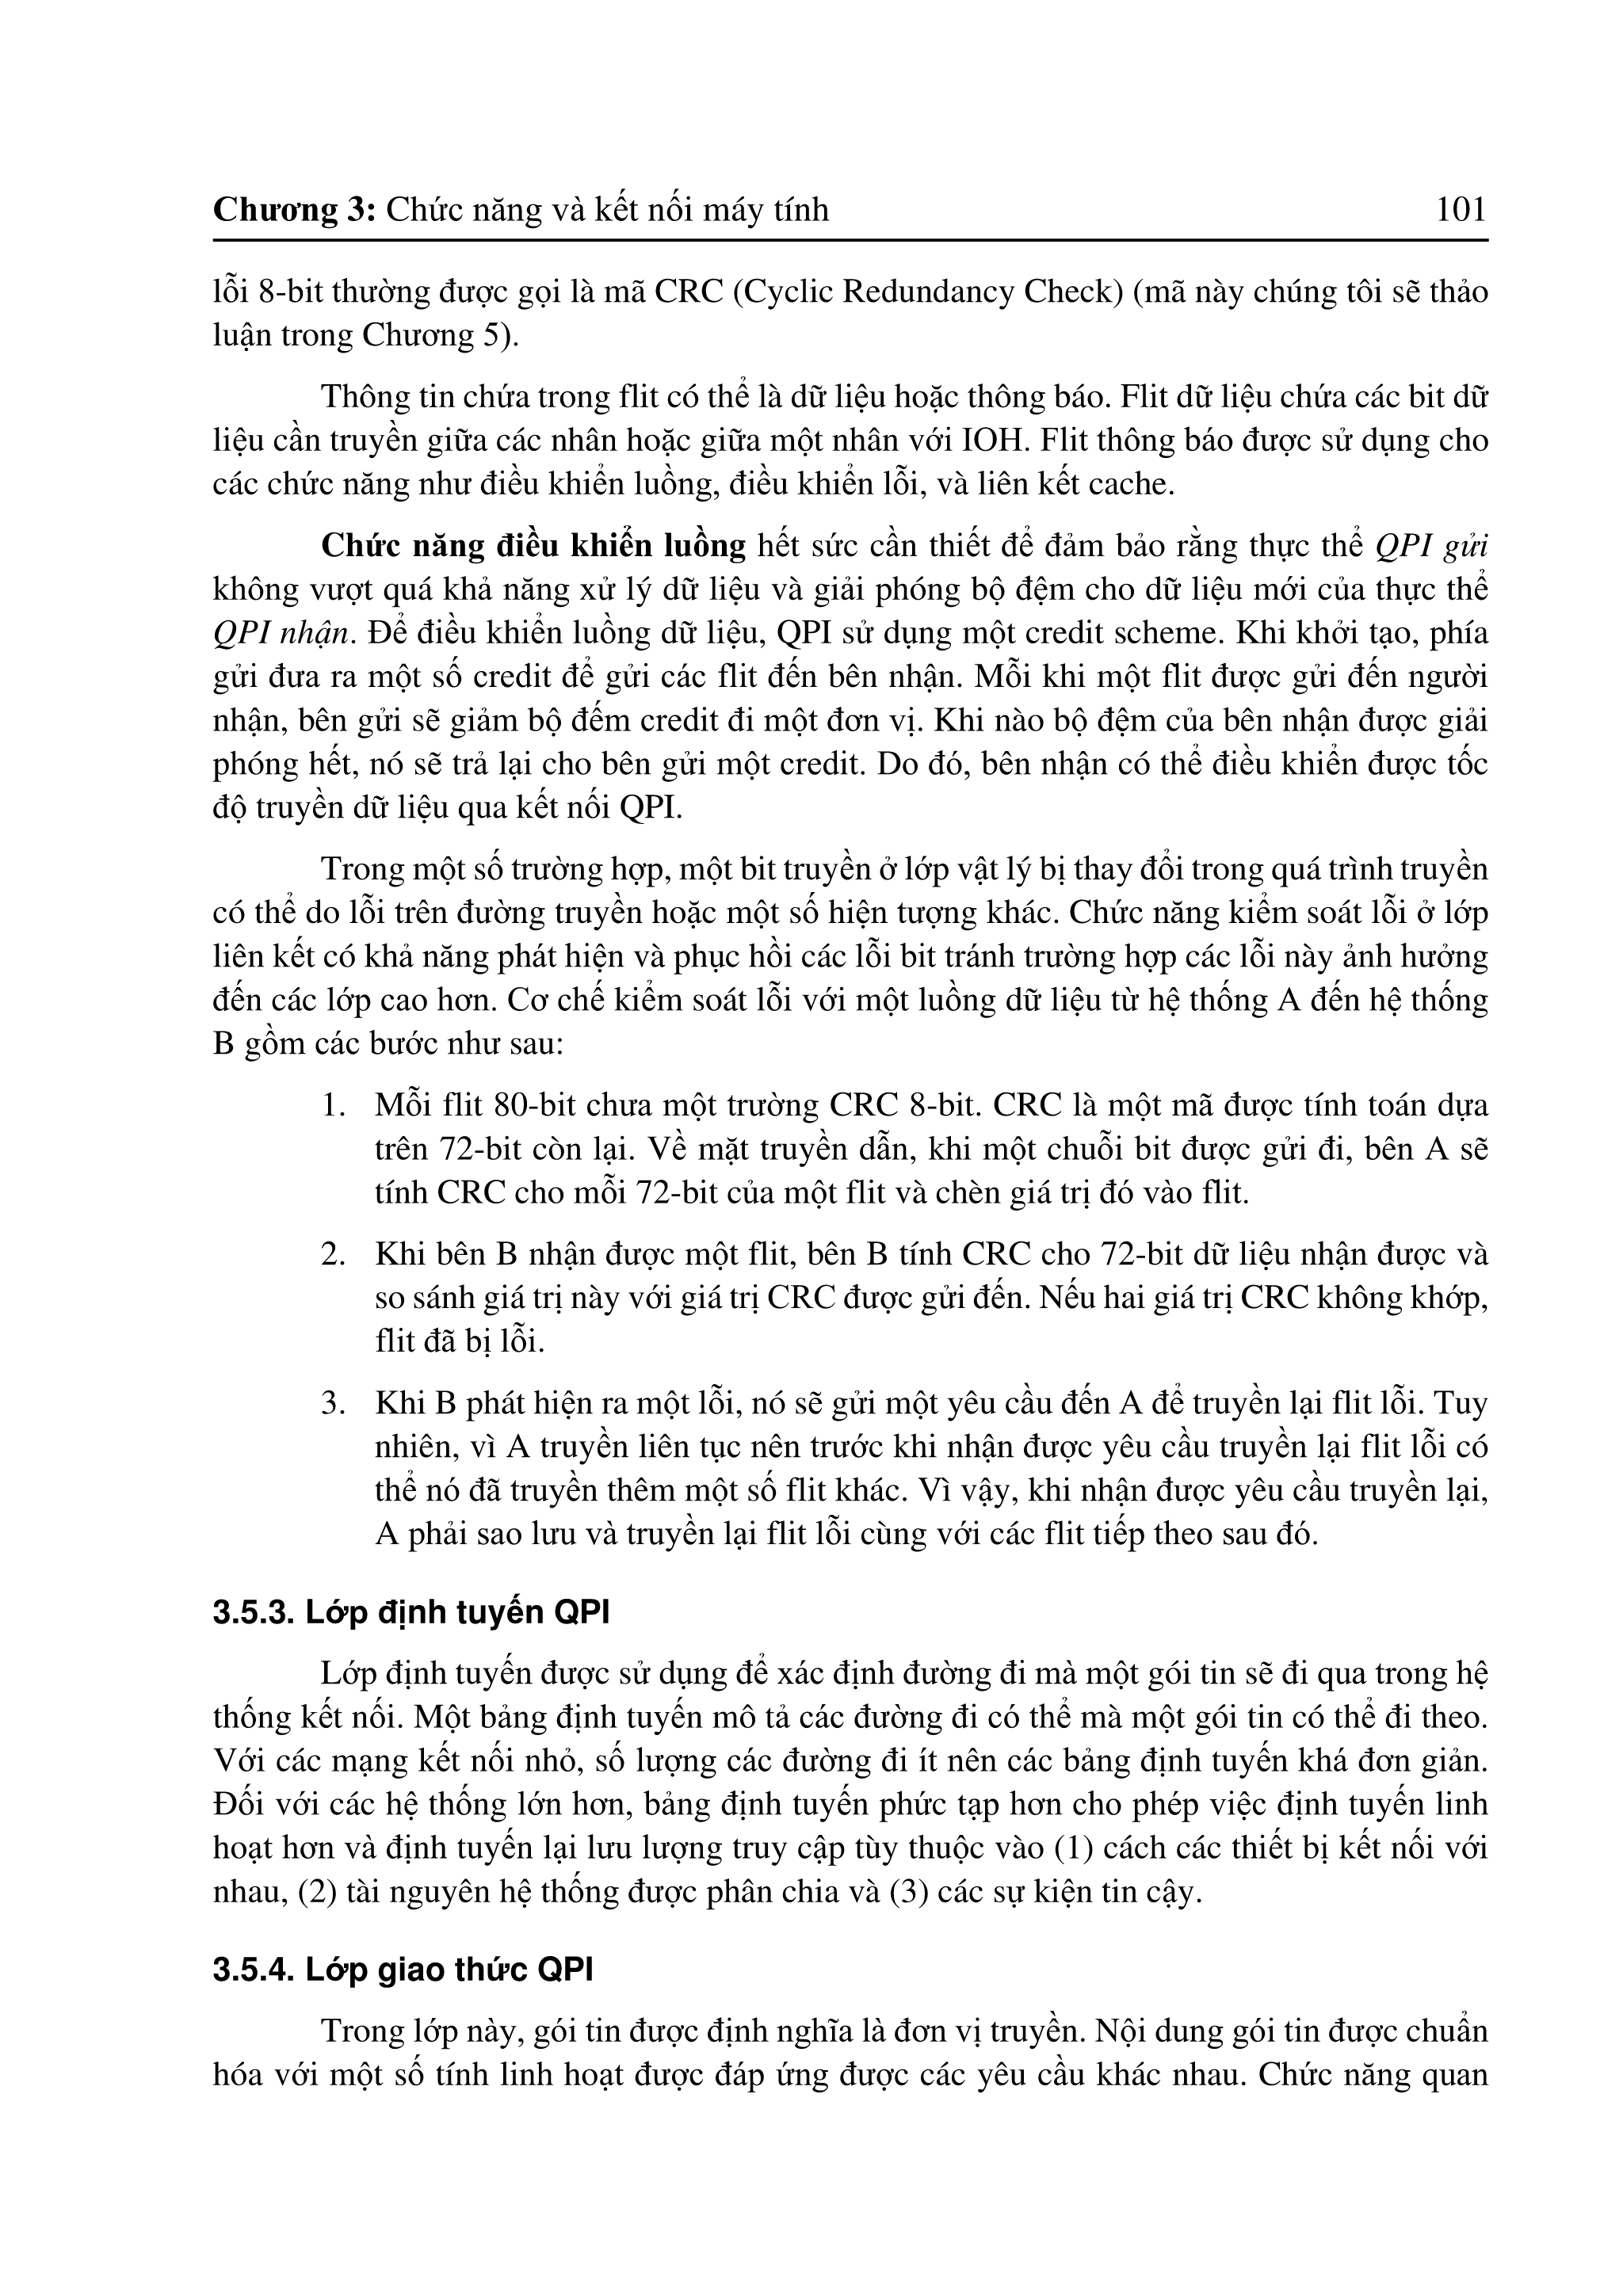 Chương 3: Chức năng và kết nối máy tính 101
lỗi 8-bit thường được gọi là mã CRC (Cyclic Redundancy Check) (mã này chúng tôi sẽ thảo
luận trong Chương 5).
Thông tin chứa trong flit có thể là dữ liệu hoặc thông báo. Flit dữ liệu chứa các bit dữ
liệu cần truyền giữa các nhân hoặc giữa một nhân với IOH. Flit thông báo được sử dụng cho
các chức năng như điều khiển luồng, điều khiển lỗi, và liên kết cache.
Chức năng điều khiển luồng hết sức cần thiết để đảm bảo rằng thực thể QPI gửi
không vượt quá khả năng xử lý dữ liệu và giải phóng bộ đệm cho dữ liệu mới của thực thể
QPI nhận. Để điều khiển luồng dữ liệu, QPI sử dụng một credit scheme. Khi khởi tạo, phía
gửi đưa ra một số credit để gửi các flit đến bên nhận. Mỗi khi một flit được gửi đến người
nhận, bên gửi sẽ giảm bộ đếm credit đi một đơn vị. Khi nào bộ đệm của bên nhận được giải
phóng hết, nó sẽ trả lại cho bên gửi một credit. Do đó, bên nhận có thể điều khiển được tốc
độ truyền dữ liệu qua kết nối QPI.
Trong một số trường hợp, một bit truyền ở lớp vật lý bị thay đổi trong quá trình truyền
có thể do lỗi trên đường truyền hoặc một số hiện tượng khác. Chức năng kiểm soát lỗi ở lớp
liên kết có khả năng phát hiện và phục hồi các lỗi bit tránh trường hợp các lỗi này ảnh hưởng
đến các lớp cao hơn. Cơ chế kiểm soát lỗi với một luồng dữ liệu từ hệ thống A đến hệ thống
B gồm các bước như sau:
1. Mỗi flit 80-bit chưa một trường CRC 8-bit. CRC là một mã được tính toán dựa
trên 72-bit còn lại. Về mặt truyền dẫn, khi một chuỗi bit được gửi đi, bên A sẽ
tính CRC cho mỗi 72-bit của một flit và chèn giá trị đó vào flit.
2. Khi bên B nhận được một flit, bên B tính CRC cho 72-bit dữ liệu nhận được và
so sánh giá trị này với giá trị CRC được gửi đến. Nếu hai giá trị CRC không khớp,
flit đã bị lỗi.
3. Khi B phát hiện ra một lỗi, nó sẽ gửi một yêu cầu đến A để truyền lại flit lỗi. Tuy
nhiên, vì A truyền liên tục nên trước khi nhận được yêu cầu truyền lại flit lỗi có
thể nó đã truyền thêm một số flit khác. Vì vậy, khi nhận được yêu cầu truyền lại,
A phải sao lưu và truyền lại flit lỗi cùng với các flit tiếp theo sau đó.
3.5.3. Lớp định tuyến QPI
Lớp định tuyến được sử dụng để xác định đường đi mà một gói tin sẽ đi qua trong hệ
thống kết nối. Một bảng định tuyến mô tả các đường đi có thể mà một gói tin có thể đi theo.
Với các mạng kết nối nhỏ, số lượng các đường đi ít nên các bảng định tuyến khá đơn giản.
Đối với các hệ thống lớn hơn, bảng định tuyến phức tạp hơn cho phép việc định tuyến linh
hoạt hơn và định tuyến lại lưu lượng truy cập tùy thuộc vào (1) cách các thiết bị kết nối với
nhau, (2) tài nguyên hệ thống được phân chia và (3) các sự kiện tin cậy.
3.5.4. Lớp giao thức QPI
Trong lớp này, gói tin được định nghĩa là đơn vị truyền. Nội dung gói tin được chuẩn
hóa với một số tính linh hoạt được đáp ứng được các yêu cầu khác nhau. Chức năng quan